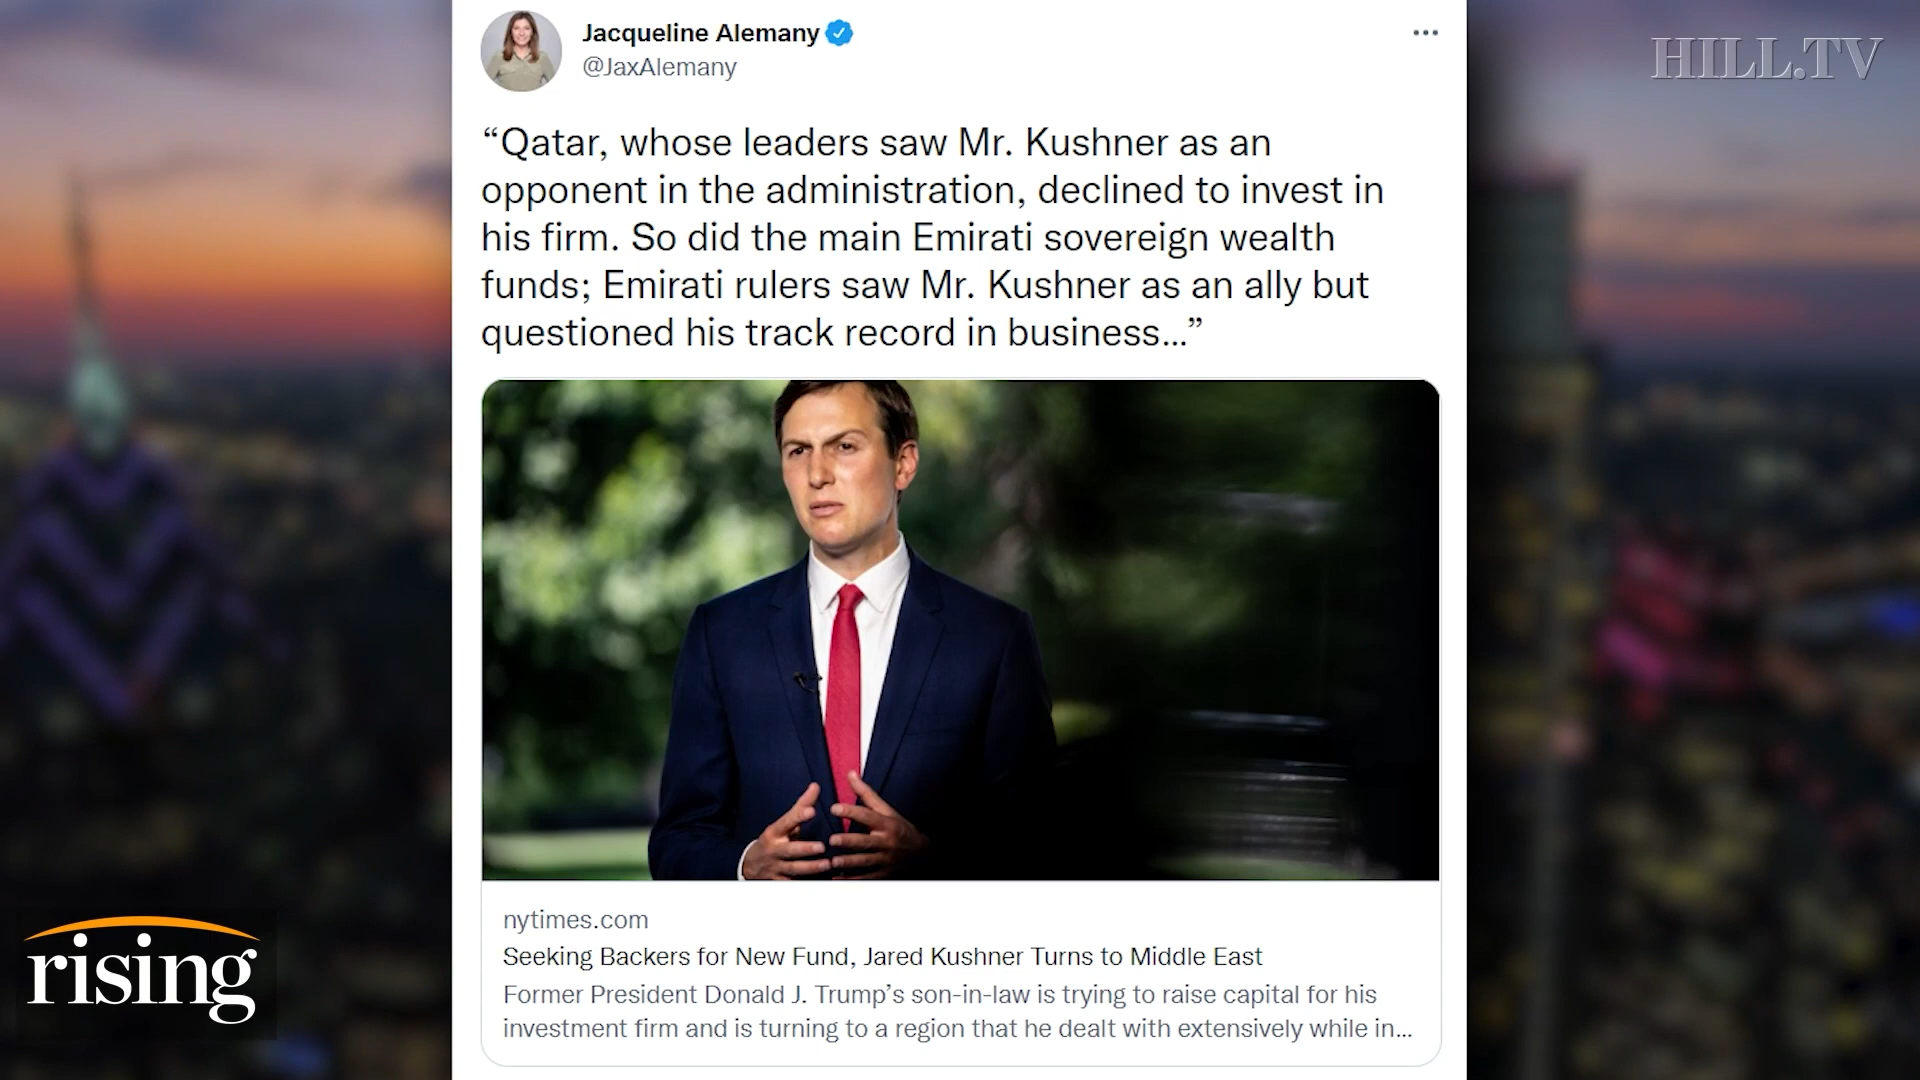 Jacqueline Alemany
@JaxAlemany
HILL.TV
“Qatar, whose leaders saw Mr. Kushner as an
opponent in the administration, declined to invest in
his firm. So did the main Emirati sovereign wealth
funds; Emirati rulers saw Mr. Kushner as an ally but
questioned his track record in business...”
nytimes.com
Seeking Backers for New Fund, Jared Kushner Turns to Middle East
Former President Donald J. Trump’s son-in-law is trying to raise capital for his
investment firm and is turning to a region that he dealt with extensively while in...
rising